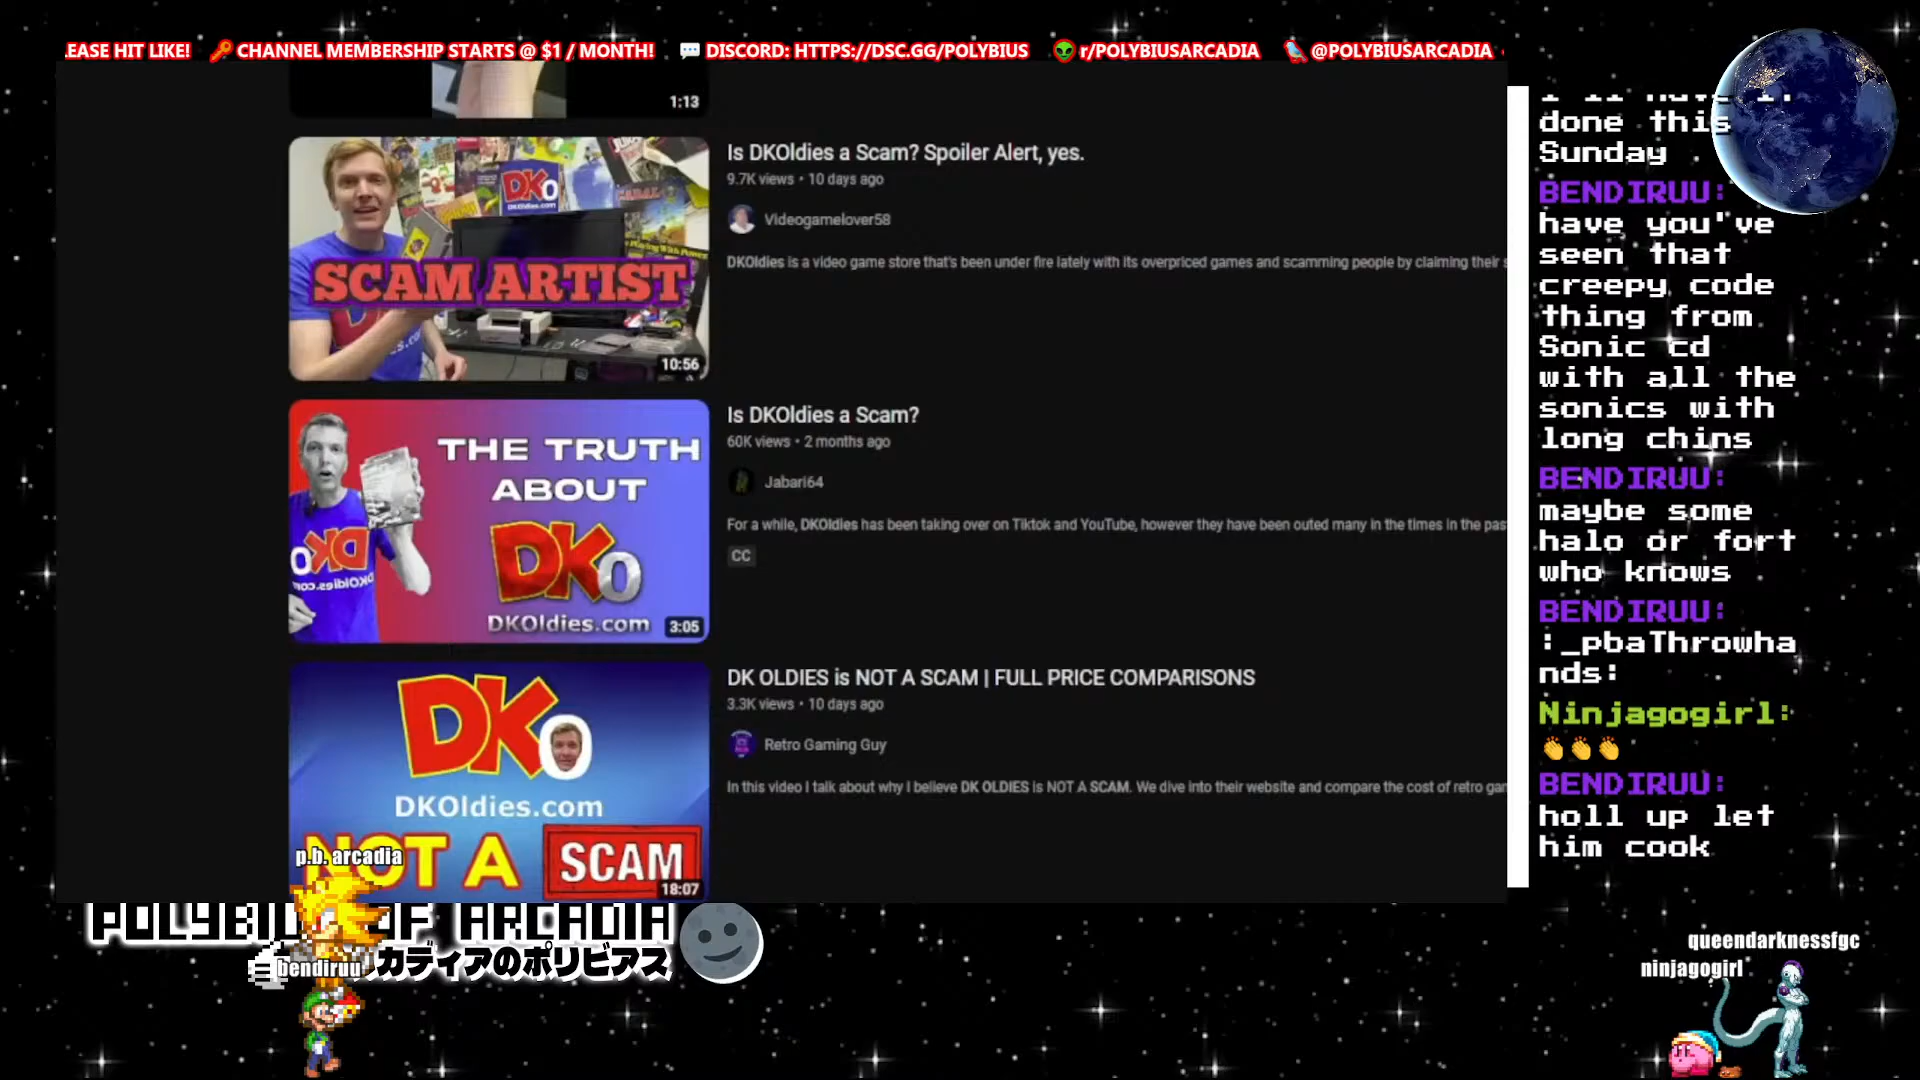 .EASE HIT LIKE! 🔑 CHANNEL MEMBERSHIP STARTS @ $1 / MONTH! 💬 DISCORD: HTTPS://DSC.GG/POLYBIUS 👽 r/POLYBIUSARCADIA 🐦 @POLYBIUSARCADIA
1:13
DKO
DKOldies.com
SCAM ARTIST
10:56
Is DKOldies a Scam? Spoiler Alert, yes.
9.7K views • 10 days ago
Videogamelover58
DKOldies is a video game store that's been under fire lately with its overpriced games and scamming people by claiming their s
THE TRUTH
ABOUT
DKO
DKOldies.com
3:05
Is DKOldies a Scam?
60K views • 2 months ago
Jabari64
For a while, DKOldies has been taking over on Tiktok and YouTube, however they have been outed many in the times in the pas
CC
DKO
DKOldies.com
NOT A SCAM
18:07
DK OLDIES is NOT A SCAM | FULL PRICE COMPARISONS
3.3K views • 10 days ago
Retro Gaming Guy
In this video I talk about why I believe DK OLDIES is NOT A SCAM. We dive into their website and compare the cost of retro gar
p.b. arcadia
POLYBIUS OF ARCADIA
カディアのポリビアス
bendiruu
done this
Sunday
BENDIRUU:
have you've
seen that
creepy code
thing from
Sonic cd
with all the
sonics with
long chins
BENDIRUU:
maybe some
halo or fort
who knows
BENDIRUU:
:_pbaThrowha
nds:
Ninjagogirl:
👏👏👏
BENDIRUU:
holl up let
him cook
queendarknessfgc
ninjagogirl